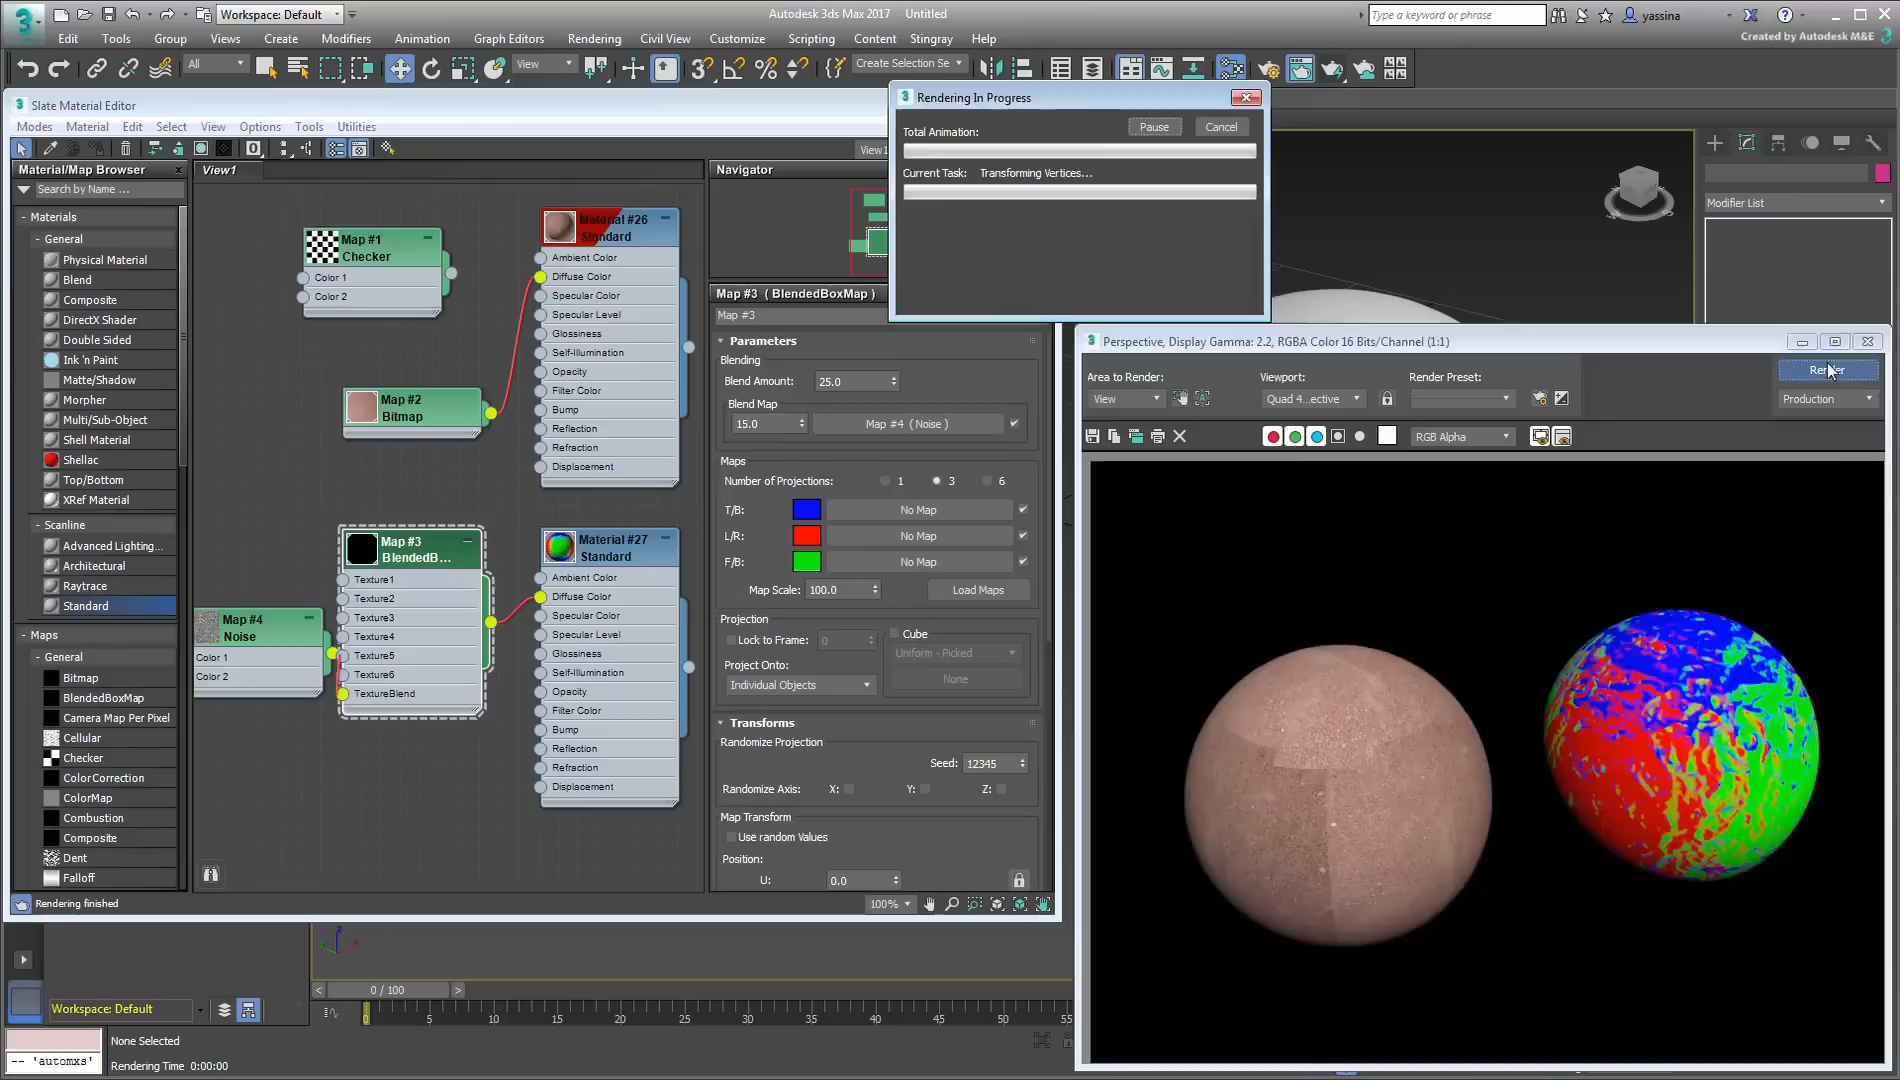 Workspace: Default
Autodesk 3ds Max 2017 Untitled
Type a keyword or phrase
yassina
Edit Tools Group Views Create Modifiers Animation Graph Editors Rendering Civil View Customize Scripting Content Stingray Help
Created by Autodesk M&E
All
View
Create Selection Se
Slate Material Editor
Modes Material Edit Select View Options Tools Utilities
View1
Material/Map Browser
Search by Name ...
Materials
General
Physical Material
Blend
Composite
DirectX Shader
Double Sided
Ink 'n Paint
Matte/Shadow
Morpher
Multi/Sub-Object
Shell Material
Shellac
Top/Bottom
XRef Material
Scanline
Advanced Lighting...
Architectural
Raytrace
Standard
Maps
General
Bitmap
BlendedBoxMap
Camera Map Per Pixel
Cellular
Checker
ColorCorrection
ColorMap
Combustion
Composite
Dent
Falloff
Rendering finished
View1
Map #1
Checker
Color 1
Color 2
Map #2
Bitmap
Map #3
BlendedB...
Texture1
Texture2
Texture3
Texture4
Texture5
Texture6
TextureBlend
Map #4
Noise
Color 1
Color 2
Material #26
Standard
Ambient Color
Diffuse Color
Specular Color
Specular Level
Glossiness
Self-Illumination
Opacity
Filter Color
Bump
Reflection
Refraction
Displacement
Material #27
Standard
Ambient Color
Diffuse Color
Specular Color
Specular Level
Glossiness
Self-Illumination
Opacity
Filter Color
Bump
Reflection
Refraction
Displacement
100%
Navigator
Map #3 ( BlendedBoxMap )
Map #3
Parameters
Blending
Blend Amount: 25.0
Blend Map
15.0 Map #4 ( Noise )
Maps
Number of Projections: 1 3 6
T/B: No Map
L/R: No Map
F/B: No Map
Map Scale: 100.0 Load Maps
Projection
Lock to Frame: 0
Cube
Uniform - Picked
Project Onto:
Individual Objects
None
Transforms
Randomize Projection
Seed: 12345
Randomize Axis: X: Y: Z:
Map Transform
Use random Values
Position:
U: 0.0
Rendering In Progress
Total Animation: Pause Cancel
Current Task: Transforming Vertices...
Modifier List
Perspective, Display Gamma: 2.2, RGBA Color 16 Bits/Channel (1:1)
Area to Render: Viewport: Render Preset:
Render
View Quad 4...ective Production
RGB Alpha
0 / 100
0 5 10 15 20 25 30 35 40 45 50 55
Workspace: Default
None Selected
-- 'automxs'
Rendering Time 0:00:00